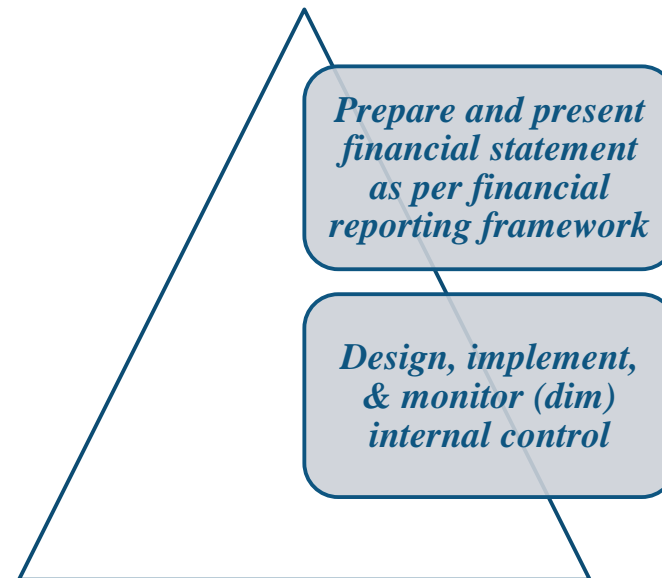 Prepare and present
financial statement
as per financial
reporting framework
Design, implement,
& monitor (dim)
internal control